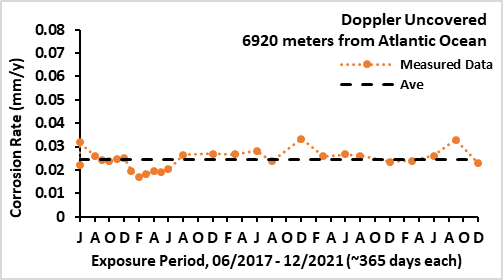 Doppler Uncovered
6920 meters from Atlantic Ocean
Measured Data
Ave
Corrosion Rate (mm/y)
0.08
0.07
0.06
0.05
0.04
0.03
0.02
0.01
0
J A O D F A J A O D F A J A O D F A J A O D F A J A O D
Exposure Period, 06/2017 - 12/2021 (~365 days each)